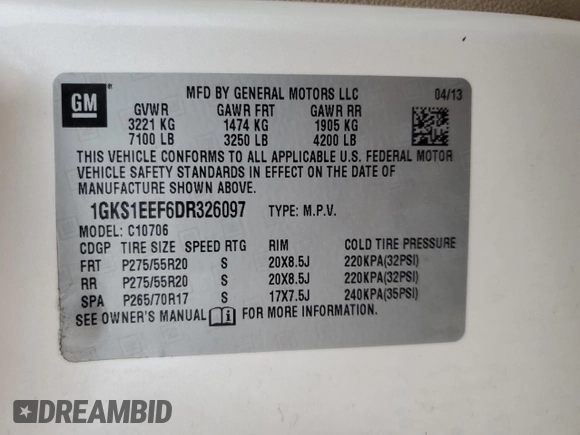 GM
MFD BY GENERAL MOTORS LLC 04/13
GVWR GAWR FRT GAWR RR
3221 KG 1474 KG 1905 KG
7100 LB 3250 LB 4200 LB
THIS VEHICLE CONFORMS TO ALL APPLICABLE U.S. FEDERAL MOTOR
VEHICLE SAFETY STANDARDS IN EFFECT ON THE DATE OF
MANUFACTURE SHOWN ABOVE.
1GKS1EEF6DR326097 TYPE: M.P.V.
MODEL: C10706
CDGP TIRE SIZE SPEED RTG RIM COLD TIRE PRESSURE
FRT P275/55R20 S 20X8.5J 220KPA(32PSI)
RR P275/55R20 S 20X8.5J 220KPA(32PSI)
SPA P265/70R17 S 17X7.5J 240KPA(35PSI)
SEE OWNER'S MANUAL i FOR MORE INFORMATION.
DREAMBID